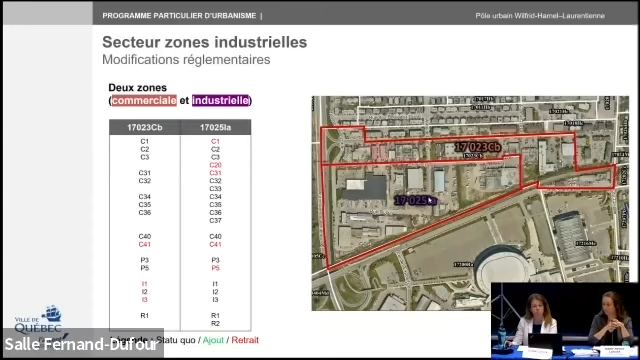 PROGRAMME PARTICULIER D'URBANISME |
Pôle urbain Wilfrid-Hamel–Laurentienne
Secteur zones industrielles
Modifications réglementaires
Deux zones
(commerciale et industrielle)
17023Cb 17025Ia
C1 C1
C2 C2
C3 C3
C20
C31 C31
C32 C32
C33
C34 C34
C35 C35
C36 C36
C37
C40 C40
C41 C41
P3 P3
P5 P5
I1 I1
I2 I2
I3 I3
R1 R1
R2
17 023Cb
17023Cb
17 025Ia
VILLE DE
QUÉBEC
: Statu quo / Ajout / Retrait
Salle Fernand-Dufour